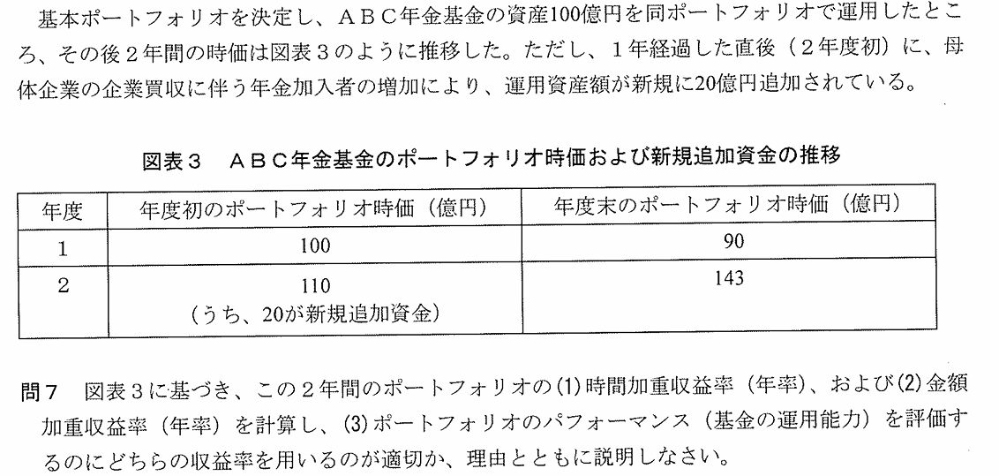 基本ポートフォリオを決定し、ＡＢＣ年金基金の資産100億円を同ポートフォリオで運用したとこ
ろ、その後２年間の時価は図表３のように推移した。ただし、１年経過した直後（２年度初）に、母
体企業の企業買収に伴う年金加入者の増加により、運用資産額が新規に20億円追加されている。
図表３　ＡＢＣ年金基金のポートフォリオ時価および新規追加資金の推移
年度　年度初のポートフォリオ時価（億円）　年度末のポートフォリオ時価（億円）
1　100　90
2　110　143
（うち、20が新規追加資金）
問７　図表３に基づき、この２年間のポートフォリオの(1)時間加重収益率（年率）、および(2)金額
加重収益率（年率）を計算し、(3)ポートフォリオのパフォーマンス（基金の運用能力）を評価す
るのにどちらの収益率を用いるのが適切か、理由とともに説明しなさい。